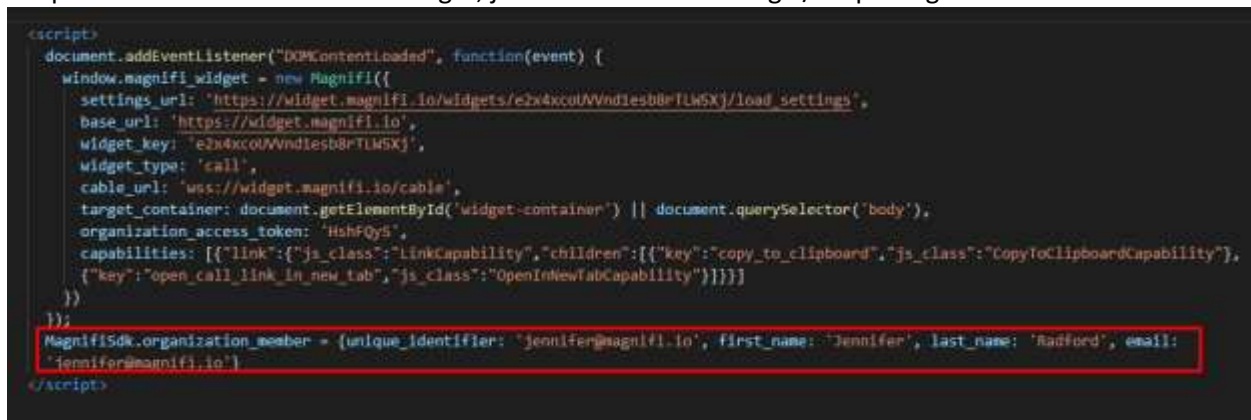 <script>
document.addEventListener("DOMContentLoaded", function(event) {
window.magnifi_widget = new Magnifi({
settings_url: 'https://widget.magnifi.io/widgets/e2x4xcoUVVnd1esb8rTLWSXj/load_settings',
base_url: 'https://widget.magnifi.io',
widget_key: 'e2x4xcoUVVnd1esb8rTLWSXj',
widget_type: 'call',
cable_url: 'wss://widget.magnifi.io/cable',
target_container: document.getElementById('widget-container') || document.querySelector('body'),
organization_access_token: 'HshFQyS',
capabilities: [{"link":{"js_class":"LinkCapability","children":[{"key":"copy_to_clipboard","js_class":"CopyToClipboardCapability"},
{"key":"open_call_link_in_new_tab","js_class":"OpenInNewTabCapability"}]}}]
})
});
MagnifiSdk.organization_member = {unique_identifier: 'jennifer@magnifi.io', first_name: 'Jennifer', last_name: 'Radford', email:
'jennifer@magnifi.io'}
</script>